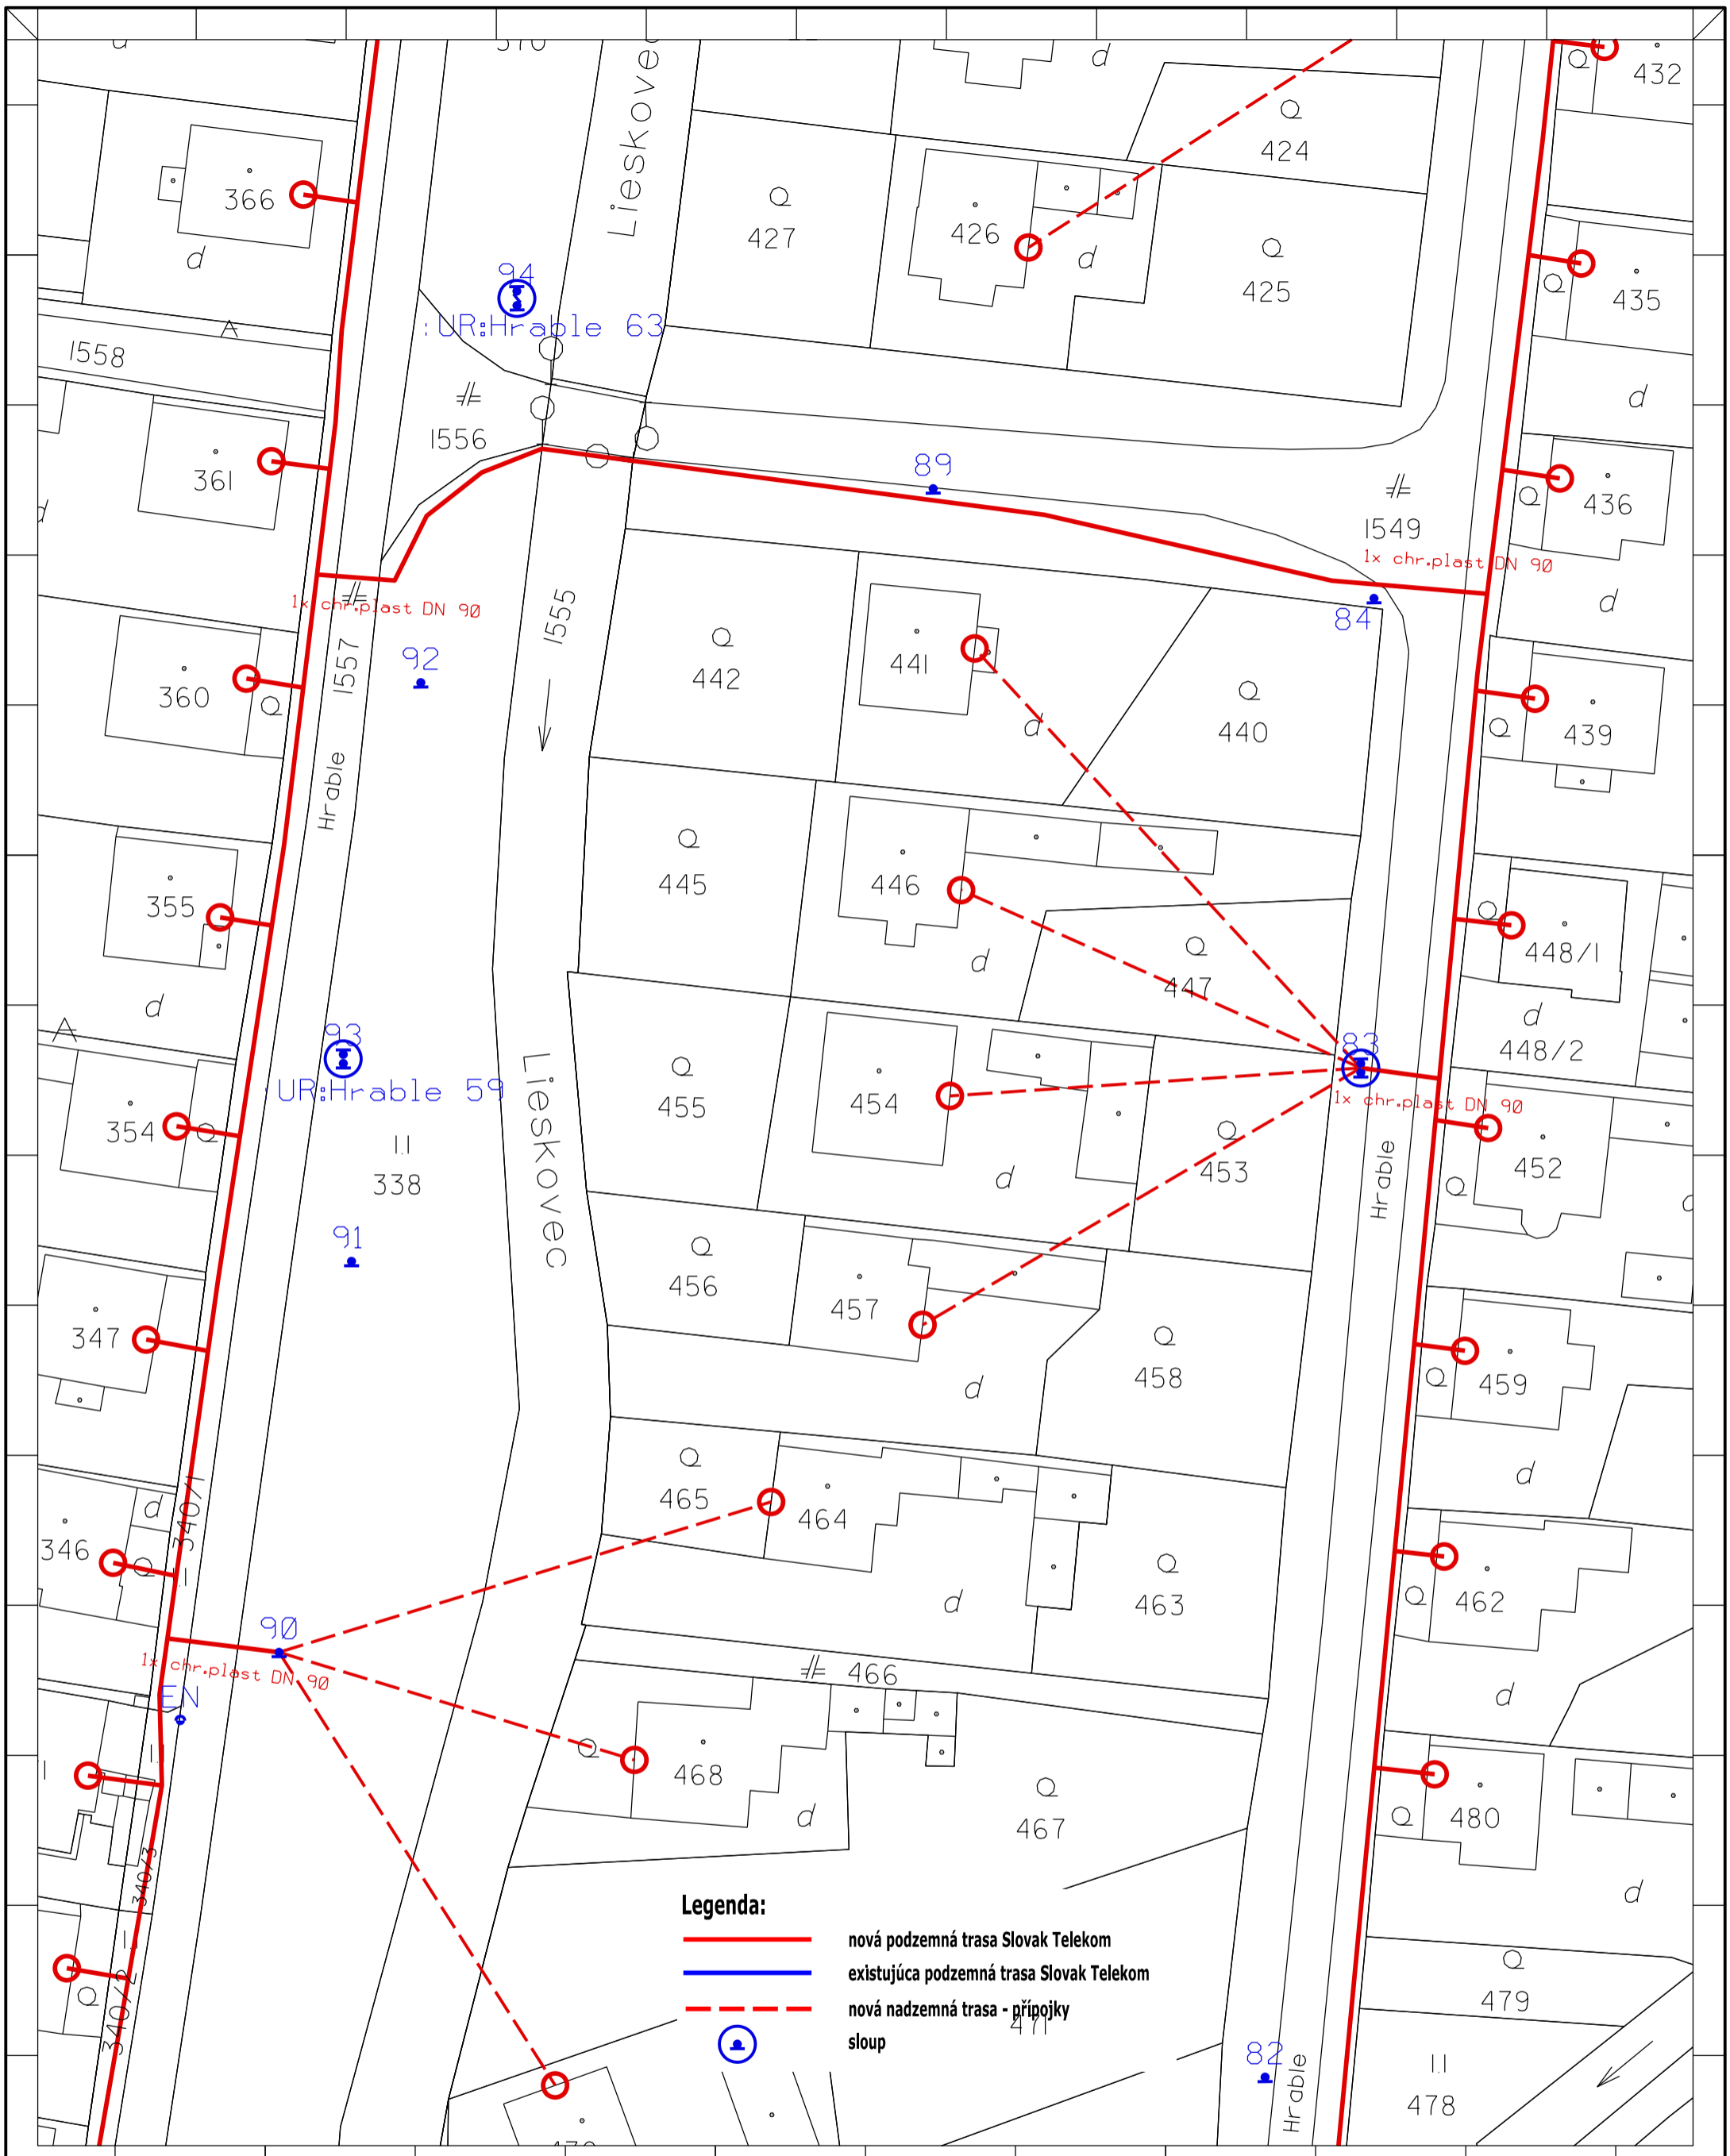 Lieskovec
d
432
Q
424
366
Q
427
426
d
Q
425
Q
435
d
94
:UR:Hrable 63
1558
1556
d
361
89
Q
436
1549
1x chr.plast DN 90
1x chr.plast DN 90
d
84
1555
1557
92
Q
442
441
d
Q
440
Q
439
360
Q
Hrable
Q
445
446
355
Q
448/1
d
Q
447
d
d
448/2
93
UR:Hrable 59
83
1x chr.plast DN 90
Q
455
454
354
Q
338
Lieskovec
d
Q
453
Hrable
452
Q
91
Q
456
457
347
Q
458
459
Q
d
Q
465
464
d
340/1
346
Q
d
Q
463
462
Q
d
90
1x chr.plast DN 90
EN
466
d
Q
468
d
Q
467
480
Q
d
340/3
Legenda:
nová podzemná trasa Slovak Telekom
existujúca podzemná trasa Slovak Telekom
nová nadzemná trasa - přípojky
471
sloup
Q
479
Q
340/2
82
Hrable
478